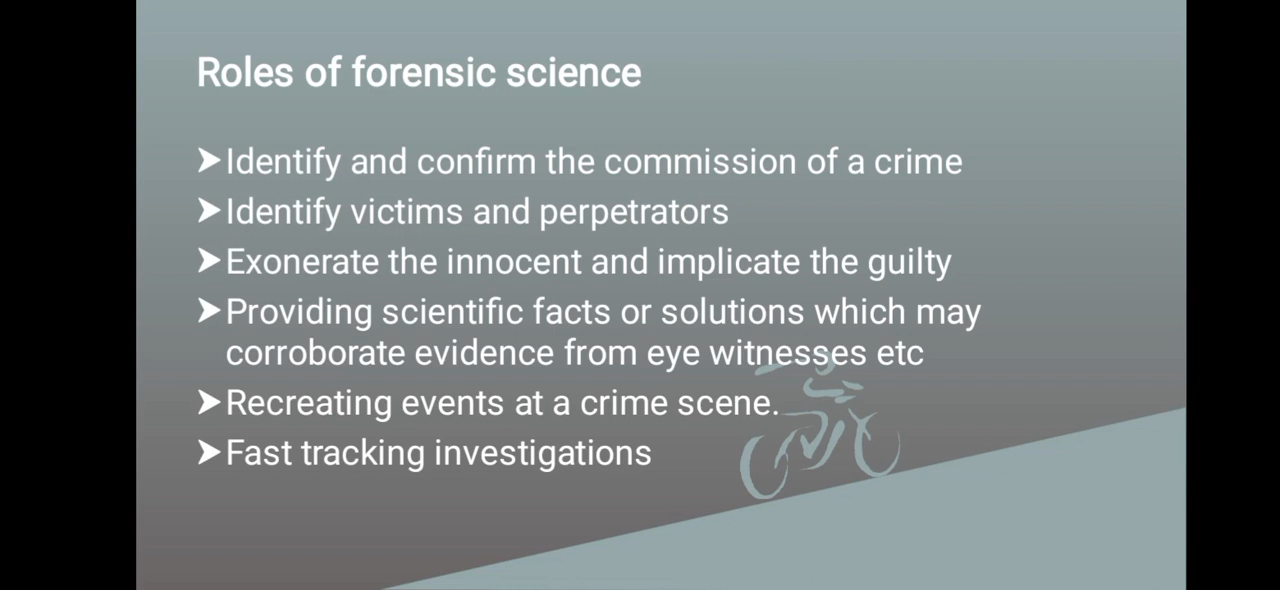 Roles of forensic science
➤Identify and confirm the commission of a crime
➤Identify victims and perpetrators
➤Exonerate the innocent and implicate the guilty
➤Providing scientific facts or solutions which may
corroborate evidence from eye witnesses etc
➤Recreating events at a crime scene.
➤Fast tracking investigations